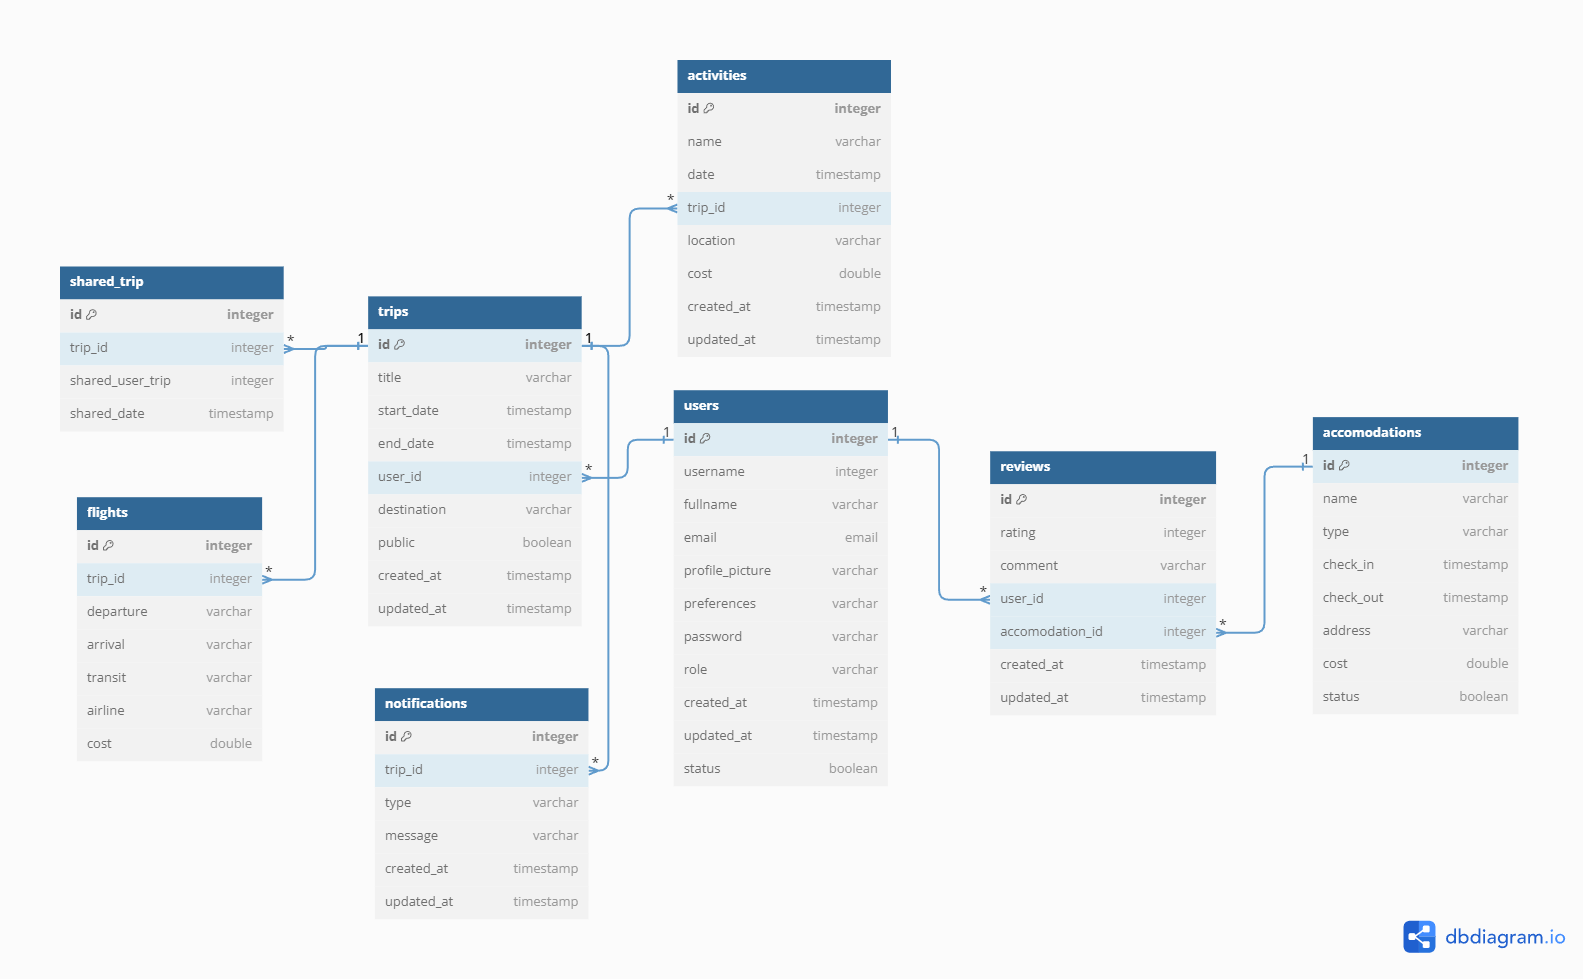 activities
id integer
name varchar
date timestamp
* trip_id integer
location varchar
cost double
created_at timestamp
updated_at timestamp
shared_trip
id integer
trip_id integer *
shared_user_trip integer
shared_date timestamp
trips
1 id integer 1
title varchar
start_date timestamp
end_date timestamp
user_id integer *
destination varchar
public boolean
created_at timestamp
updated_at timestamp
users
1 id integer 1
username integer
fullname varchar
email email
profile_picture varchar
preferences varchar
password varchar
role varchar
created_at timestamp
updated_at timestamp
status boolean
accomodations
1 id integer
name varchar
type varchar
check_in timestamp
check_out timestamp
address varchar
cost double
status boolean
reviews
id integer
rating integer
comment varchar
* user_id integer
accomodation_id integer *
created_at timestamp
updated_at timestamp
flights
id integer
trip_id integer *
departure varchar
arrival varchar
transit varchar
airline varchar
cost double
notifications
id integer
trip_id integer *
type varchar
message varchar
created_at timestamp
updated_at timestamp
dbdiagram.io